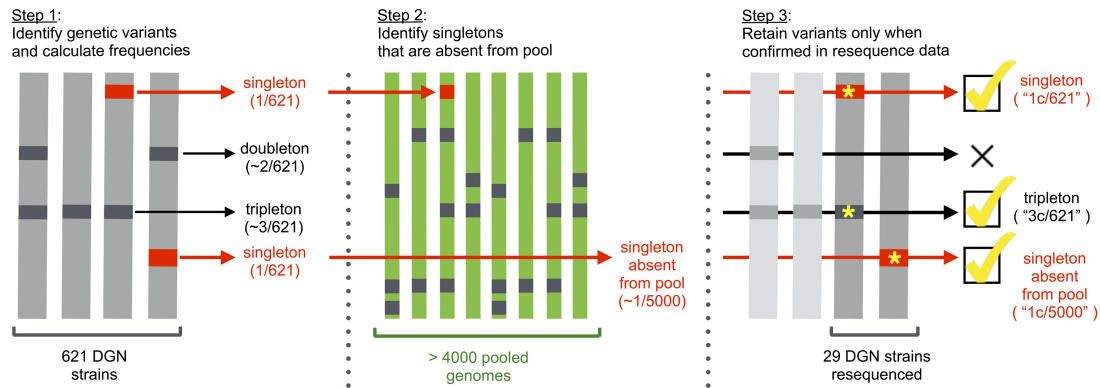 Step 1:
Identify genetic variants
and calculate frequencies
singleton
(1/621)
doubleton
(~2/621)
tripleton
(~3/621)
singleton
(1/621)
621 DGN
strains
Step 2:
Identify singletons
that are absent from pool
singleton
absent
from pool
(~1/5000)
> 4000 pooled
genomes
Step 3:
Retain variants only when
confirmed in resequence data
*
singleton
( “1c/621” )
*
tripleton
( “3c/621” )
*
singleton
absent
from pool
( “1c/5000” )
29 DGN strains
resequenced